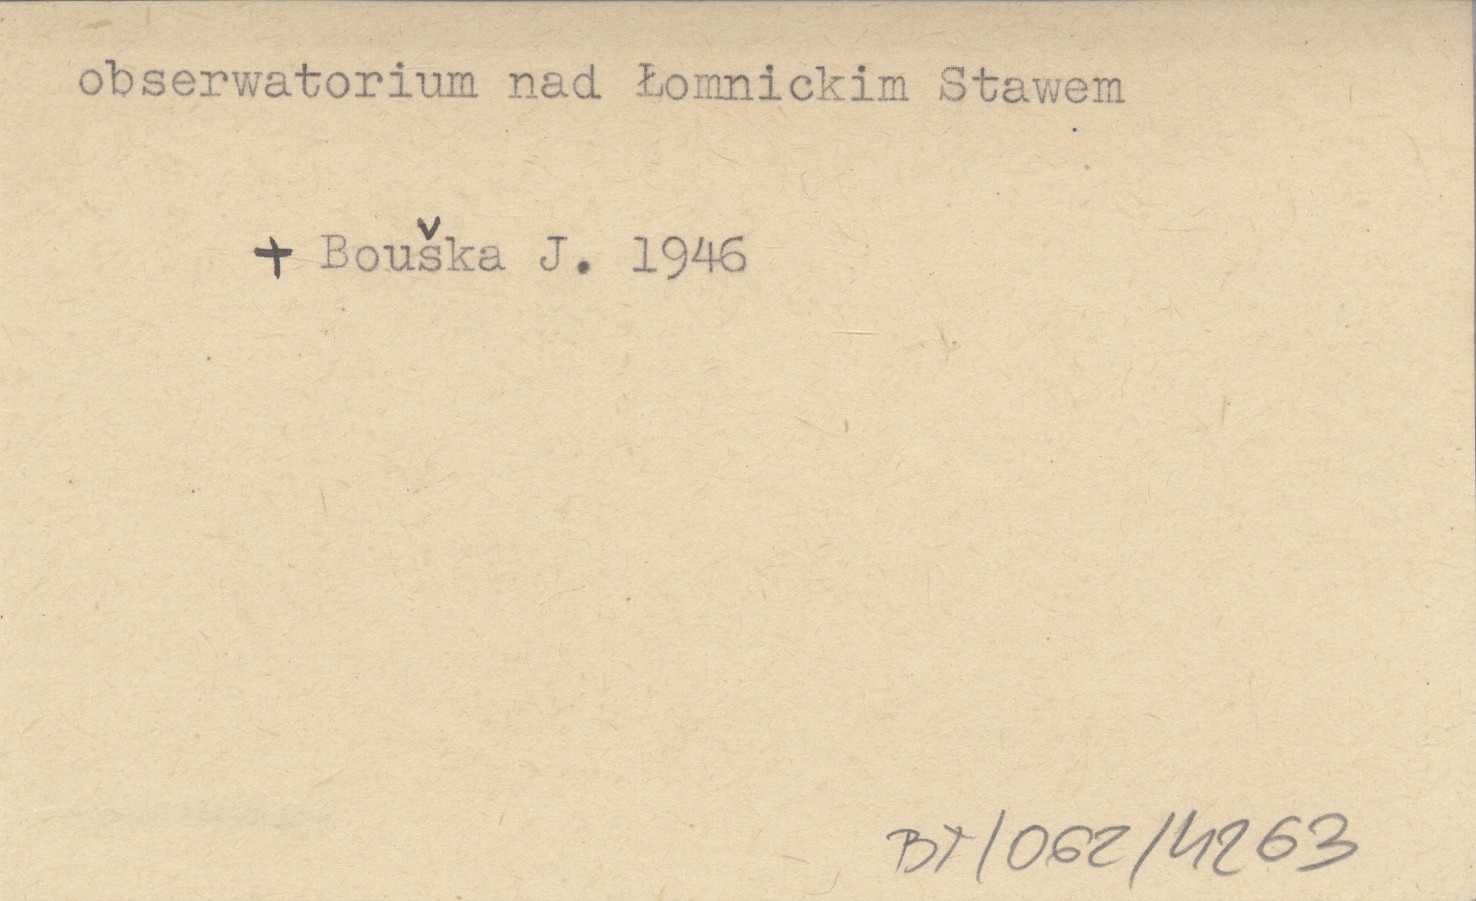 obserwatorium nad Łomnickim Stawem
+ Bouška J. 1946
BT/062/4263